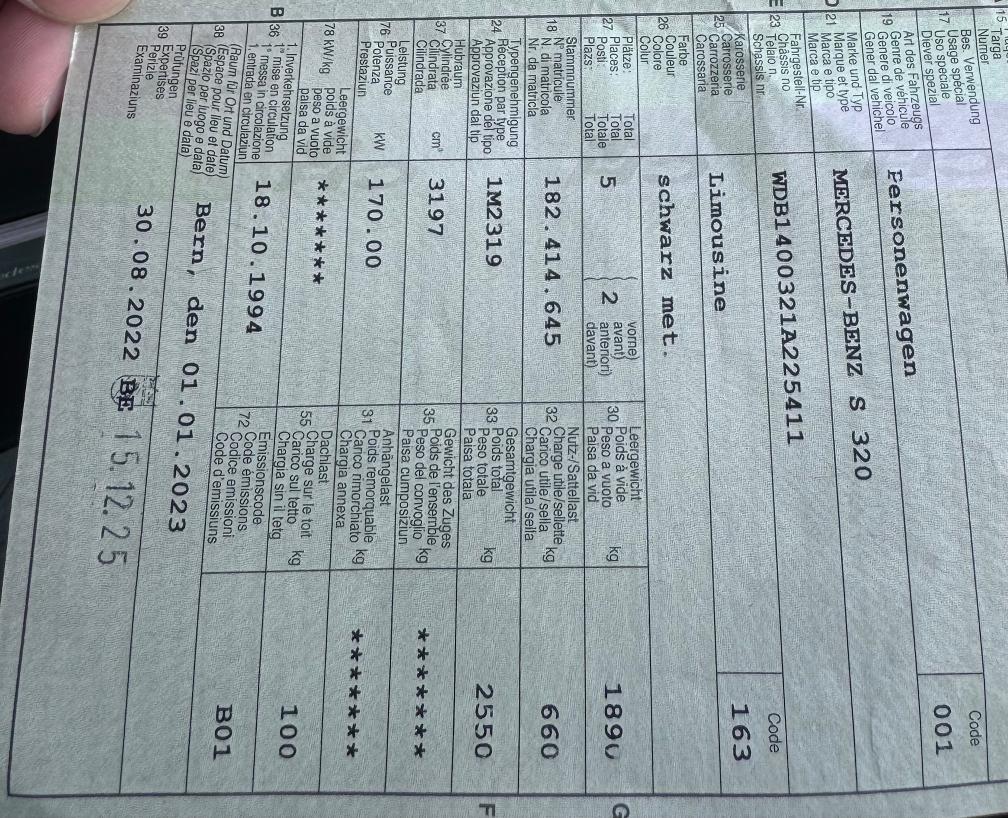 15
Targa
Numer
17 Bes. Verwendung
Usage spécial
Uso speciale
Diever spezial
Code
001
19 Art des Fahrzeugs
Genre de véhicule
Genere di veicolo
Gener dal vehichel
Personenwagen
D 21 Marke und Typ
Marque et type
Marca e tipo
Marca e tip
MERCEDES-BENZ S 320
E 23 Fahrgestell-Nr.
Châssis no
Telaio n.
Schassis nr.
WDB1400321A225411
25 Karosserie
Carrosserie
Carrozzeria
Carossaria
Limousine
Code
163
26 Farbe
Couleur
Colore
Colur
schwarz met.
27 Plätze: Total
Places: Total
Posti: Totale
Plazs: Total
5
2
vorne)
avant)
anteriori)
davant)
30 Leergewicht
Poids à vide
Peso a vuoto
Paisa da vid
kg
1890
G
18 Stammnummer
N° matricule
N. di matricola
Nr. da matricla
182.414.645
32 Nutz-/Sattellast
Charge utile/sellette
Carico utile/sella
Chargia utila/sella
kg
660
24 Typengenehmigung
Réception par type
Approvazione del tipo
Approvaziun dal tip
1M2319
33 Gesamtgewicht
Poids total
Peso totale
Paisa totala
kg
2550
F
37 Hubraum
Cylindrée
Cilindrata
Cilindrada
cm³
3197
35 Gewicht des Zuges
Poids de l'ensemble
Peso del convoglio
Paisa cumposiziun
kg
*******
76 Leistung
Puissance
Potenza
Prestaziun
kW
170.00
31 Anhängelast
Poids remorquable
Carico rimorchiato
Chargia annexa
kg
*******
78 kW/kg
Leergewicht
poids à vide
peso a vuoto
paisa da vid
*******
55 Dachlast
Charge sur le toit
Carico sul tetto
Chargia sin il tetg
kg
100
B 36 1. Inverkehrsetzung
1re mise en circulation
1a messa in circolazione
1. entrada en circulaziun
18.10.1994
72 Emissionscode
Code émissions
Codice emissioni
Code d'emissiuns
B01
38 (Raum für Ort und Datum)
(Espace pour lieu et date)
(Spazio per luogo e data)
(Spazi per lieu e data)
Bern, den 01.01.2023
39 Prüfungen
Expertises
Perizie
Examinaziuns
30.08.2022 BE 15.12.25